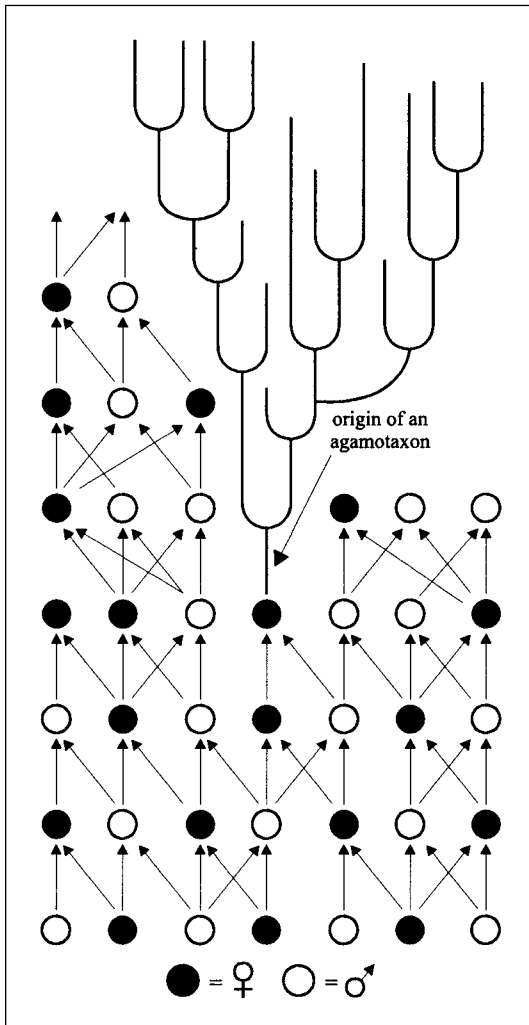 origin of an
agamotaxon
= ♀ = ♂